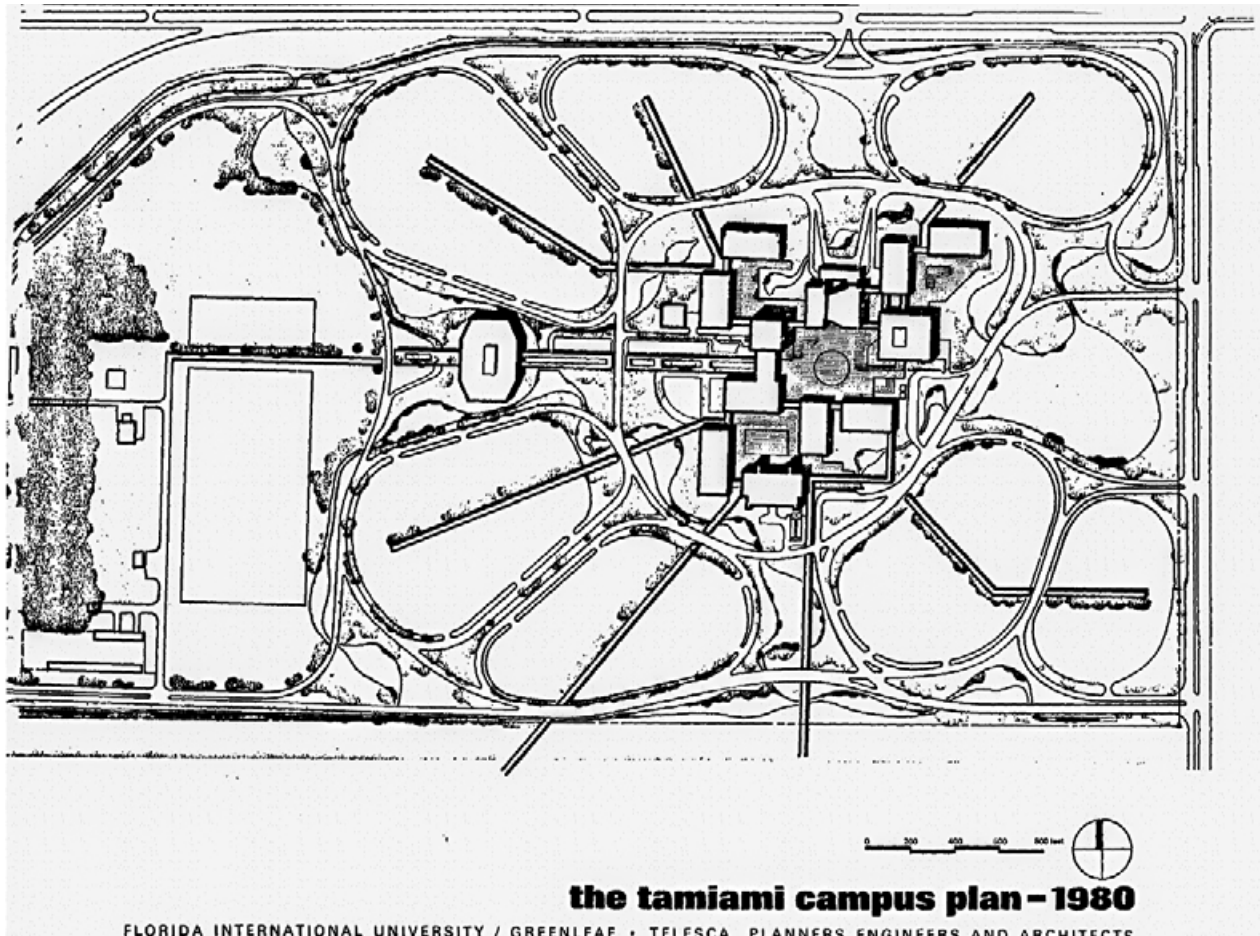 0 200 400 600 800 feet
the tamiami campus plan–1980
FLORIDA INTERNATIONAL UNIVERSITY / GREENLEAF • TELESCA, PLANNERS ENGINEERS AND ARCHITECTS